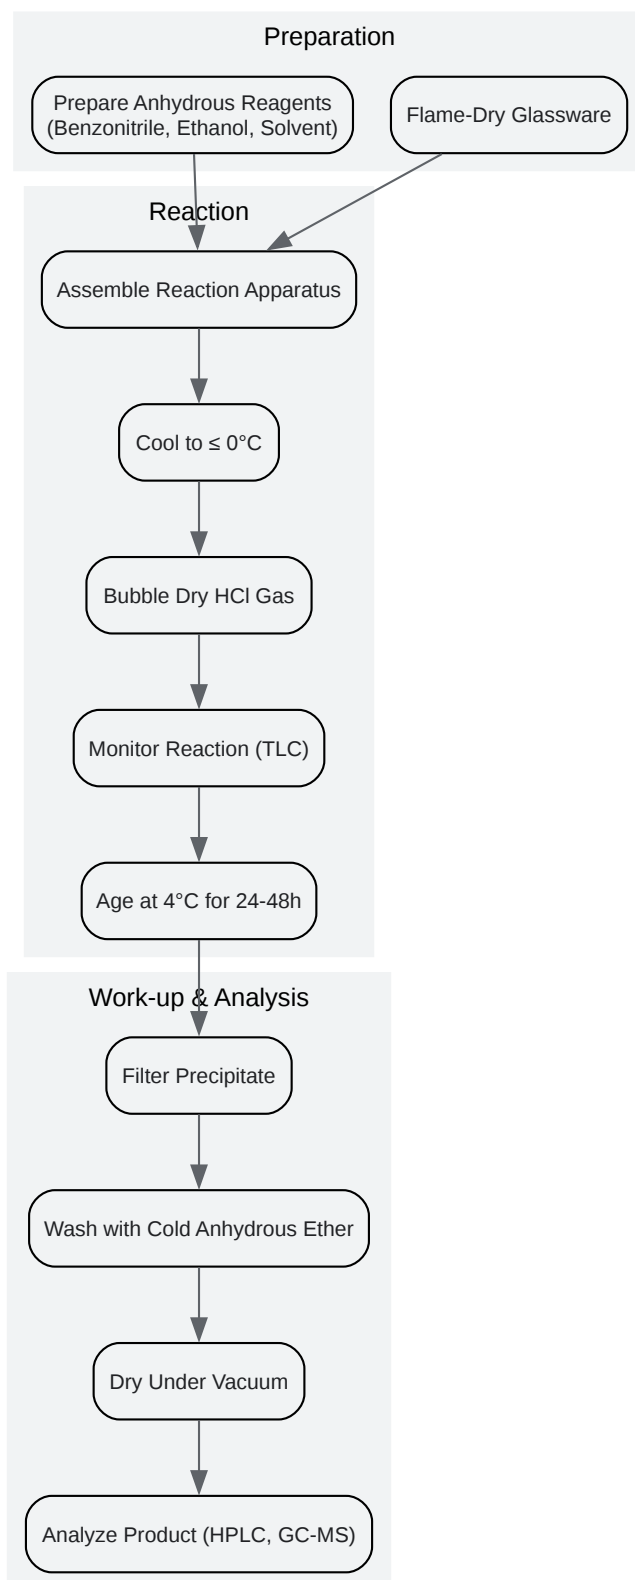 Preparation
Prepare Anhydrous Reagents
(Benzonitrile, Ethanol, Solvent)
Flame-Dry Glassware
Reaction
Assemble Reaction Apparatus
Cool to ≤ 0°C
Bubble Dry HCl Gas
Monitor Reaction (TLC)
Age at 4°C for 24-48h
Work-up & Analysis
Filter Precipitate
Wash with Cold Anhydrous Ether
Dry Under Vacuum
Analyze Product (HPLC, GC-MS)